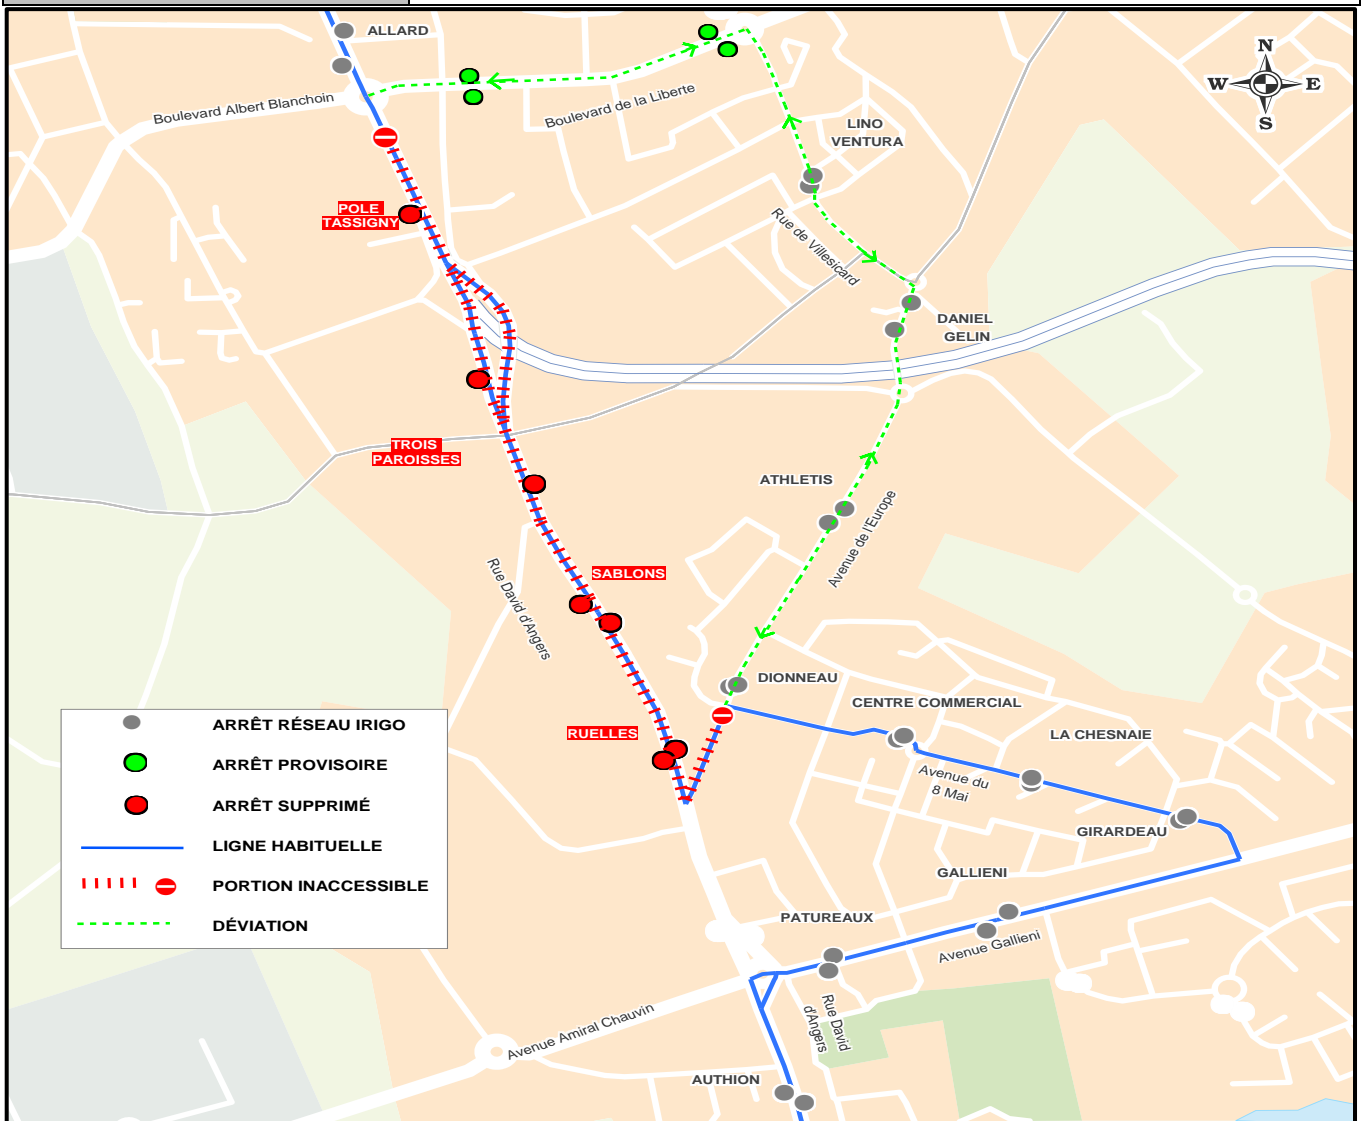 ALLARD
N
W
E
S
Boulevard Albert Blanchoin
Boulevard de la Liberte
LINO
VENTURA
POLE
TASSIGNY
Rue de Villesicard
DANIEL
GELIN
TROIS
PAROISSES
ATHLETIS
Avenue de l'Europe
SABLONS
Rue David d'Angers
DIONNEAU
CENTRE COMMERCIAL
RUELLES
LA CHESNAIE
Avenue du
8 Mai
GIRARDEAU
GALLIENI
PATUREAUX
Avenue Gallieni
Rue David
d'Angers
Avenue Amiral Chauvin
AUTHION
ARRÊT RÉSEAU IRIGO
ARRÊT PROVISOIRE
ARRÊT SUPPRIMÉ
LIGNE HABITUELLE
PORTION INACCESSIBLE
DÉVIATION